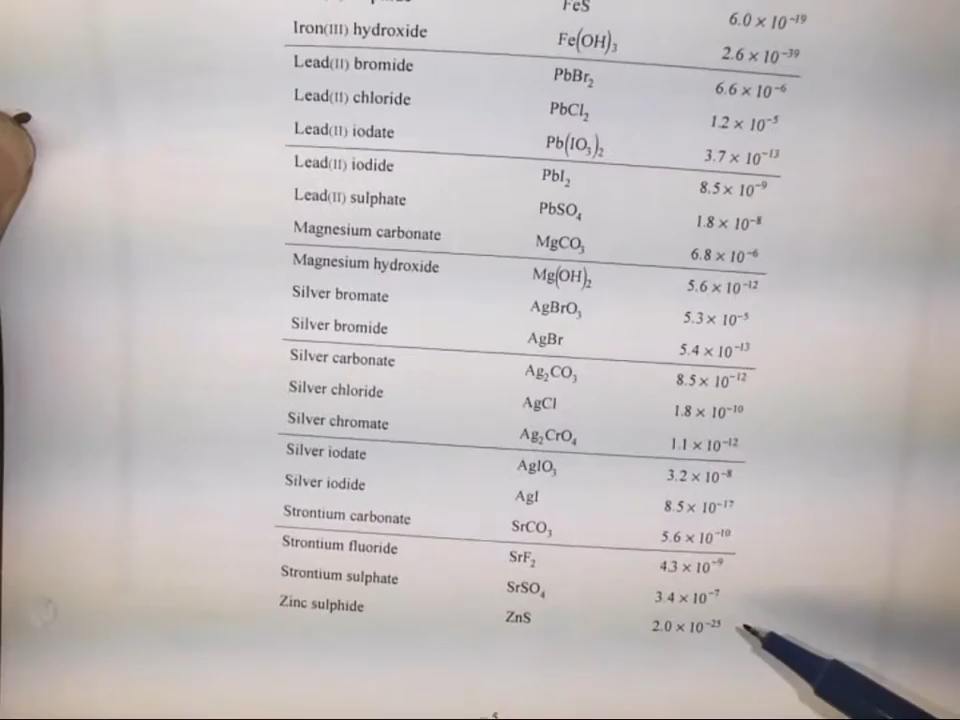 FeS 6.0 × 10⁻¹⁹
Iron(III) hydroxide Fe(OH)₃ 2.6 × 10⁻³⁹
Lead(II) bromide PbBr₂ 6.6 × 10⁻⁶
Lead(II) chloride PbCl₂ 1.2 × 10⁻⁵
Lead(II) iodate Pb(IO₃)₂ 3.7 × 10⁻¹³
Lead(II) iodide PbI₂ 8.5 × 10⁻⁹
Lead(II) sulphate PbSO₄ 1.8 × 10⁻⁸
Magnesium carbonate MgCO₃ 6.8 × 10⁻⁶
Magnesium hydroxide Mg(OH)₂ 5.6 × 10⁻¹²
Silver bromate AgBrO₃ 5.3 × 10⁻⁵
Silver bromide AgBr 5.4 × 10⁻¹³
Silver carbonate Ag₂CO₃ 8.5 × 10⁻¹²
Silver chloride AgCl 1.8 × 10⁻¹⁰
Silver chromate Ag₂CrO₄ 1.1 × 10⁻¹²
Silver iodate AgIO₃ 3.2 × 10⁻⁸
Silver iodide AgI 8.5 × 10⁻¹⁷
Strontium carbonate SrCO₃ 5.6 × 10⁻¹⁰
Strontium fluoride SrF₂ 4.3 × 10⁻⁹
Strontium sulphate SrSO₄ 3.4 × 10⁻⁷
Zinc sulphide ZnS 2.0 × 10⁻²⁵